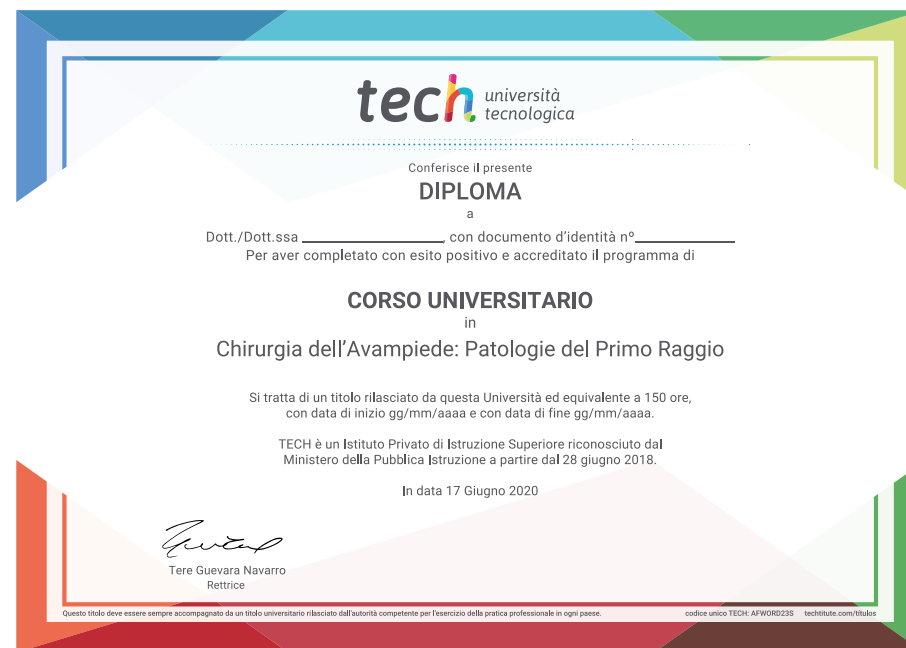 tech università
tecnologica
Conferisce il presente
DIPLOMA
a
Dott./Dott.ssa ________________, con documento d'identità nº____________
Per aver completato con esito positivo e accreditato il programma di
CORSO UNIVERSITARIO
in
Chirurgia dell'Avampiede: Patologie del Primo Raggio
Si tratta di un titolo rilasciato da questa Università ed equivalente a 150 ore,
con data di inizio gg/mm/aaaa e con data di fine gg/mm/aaaa.
TECH è un Istituto Privato di Istruzione Superiore riconosciuto dal
Ministero della Pubblica Istruzione a partire dal 28 giugno 2018.
In data 17 Giugno 2020
Tere Guevara Navarro
Rettrice
Questo titolo deve essere sempre accompagnato da un titolo universitario rilasciato dall'autorità competente per l'esercizio della pratica professionale in ogni paese. codice unico TECH: AFWORD23S techtitute.com/títulos